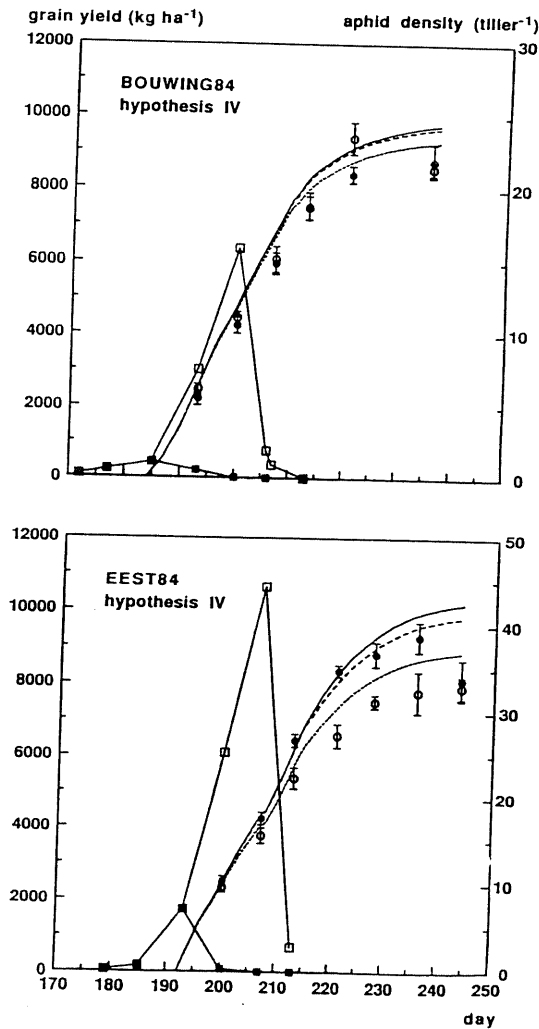 grain yield (kg ha-1) aphid density (tiller-1)
12000 30
BOUWING84
hypothesis IV
10000
8000 20
6000
4000 10
2000
0 0
12000 50
EEST84
hypothesis IV
10000 40
8000 30
6000
4000 20
2000 10
0 0
170 180 190 200 210 220 230 240 250
day